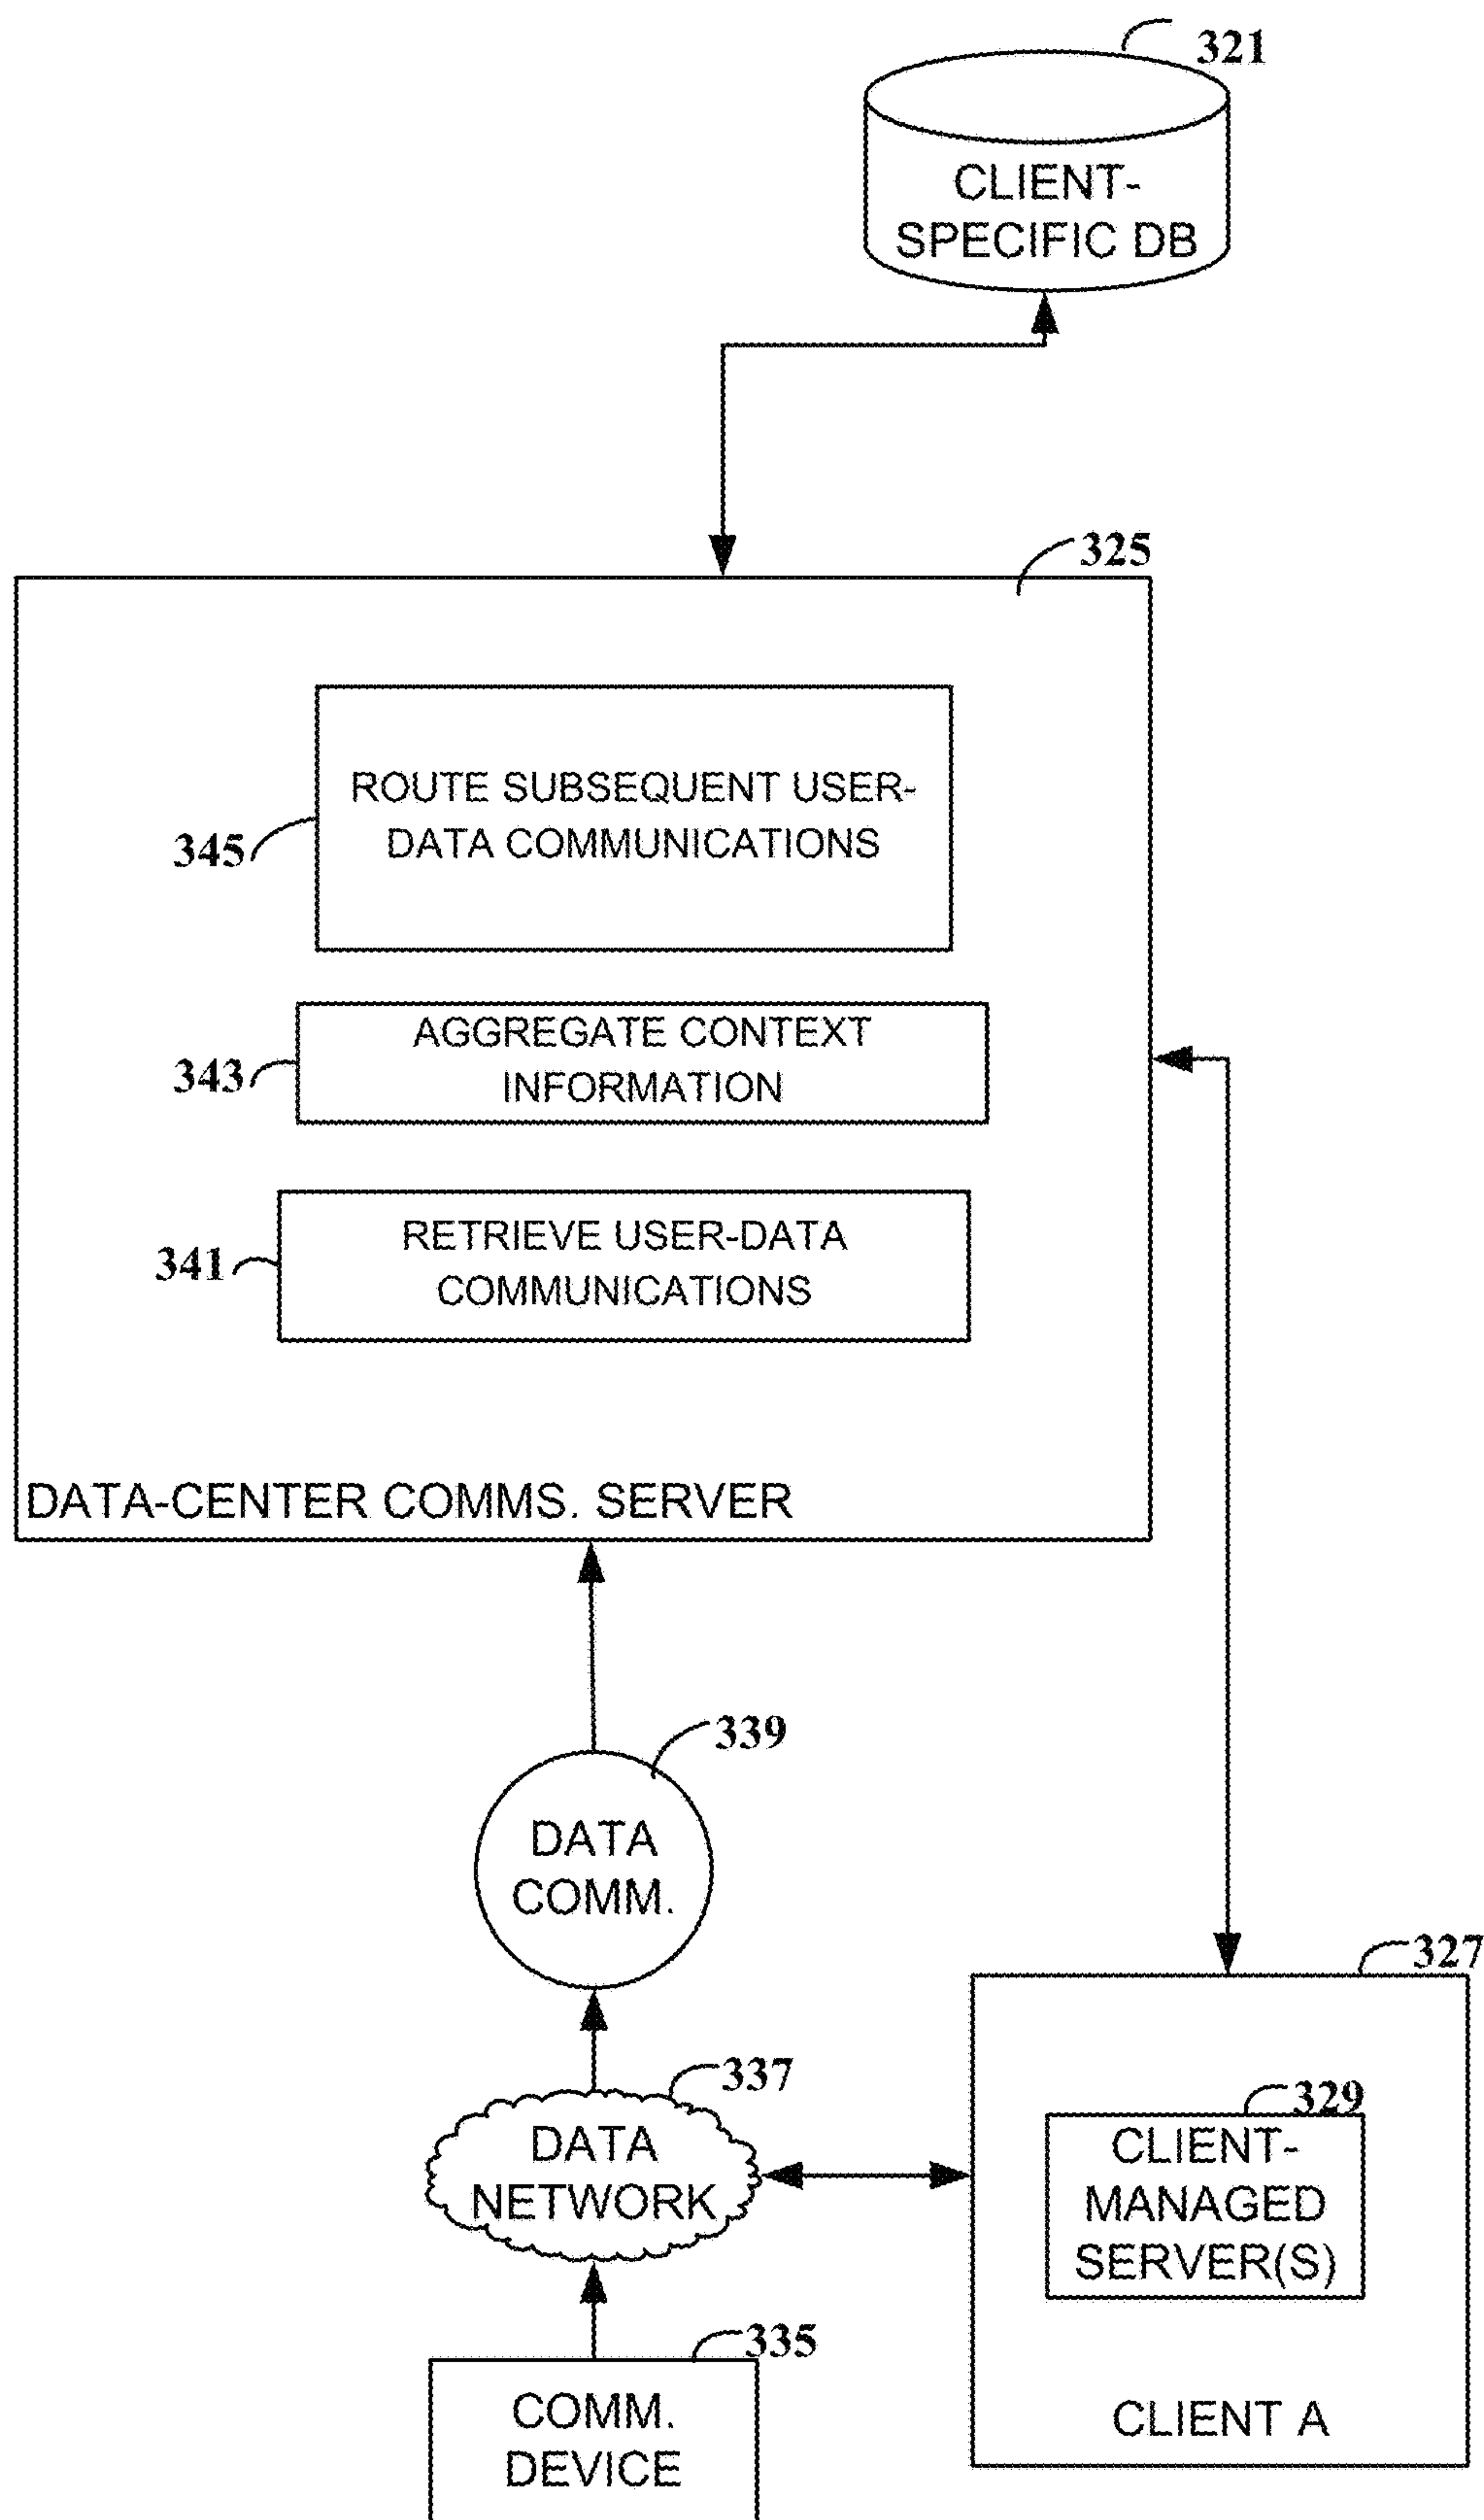 321
CLIENT-
SPECIFIC DB
325
ROUTE SUBSEQUENT USER-
DATA COMMUNICATIONS
345
AGGREGATE CONTEXT
INFORMATION
343
RETRIEVE USER-DATA
COMMUNICATIONS
341
DATA-CENTER COMMS. SERVER
339
DATA
COMM.
327
337
DATA
NETWORK
329
CLIENT-
MANAGED
SERVER(S)
335
COMM.
DEVICE
CLIENT A